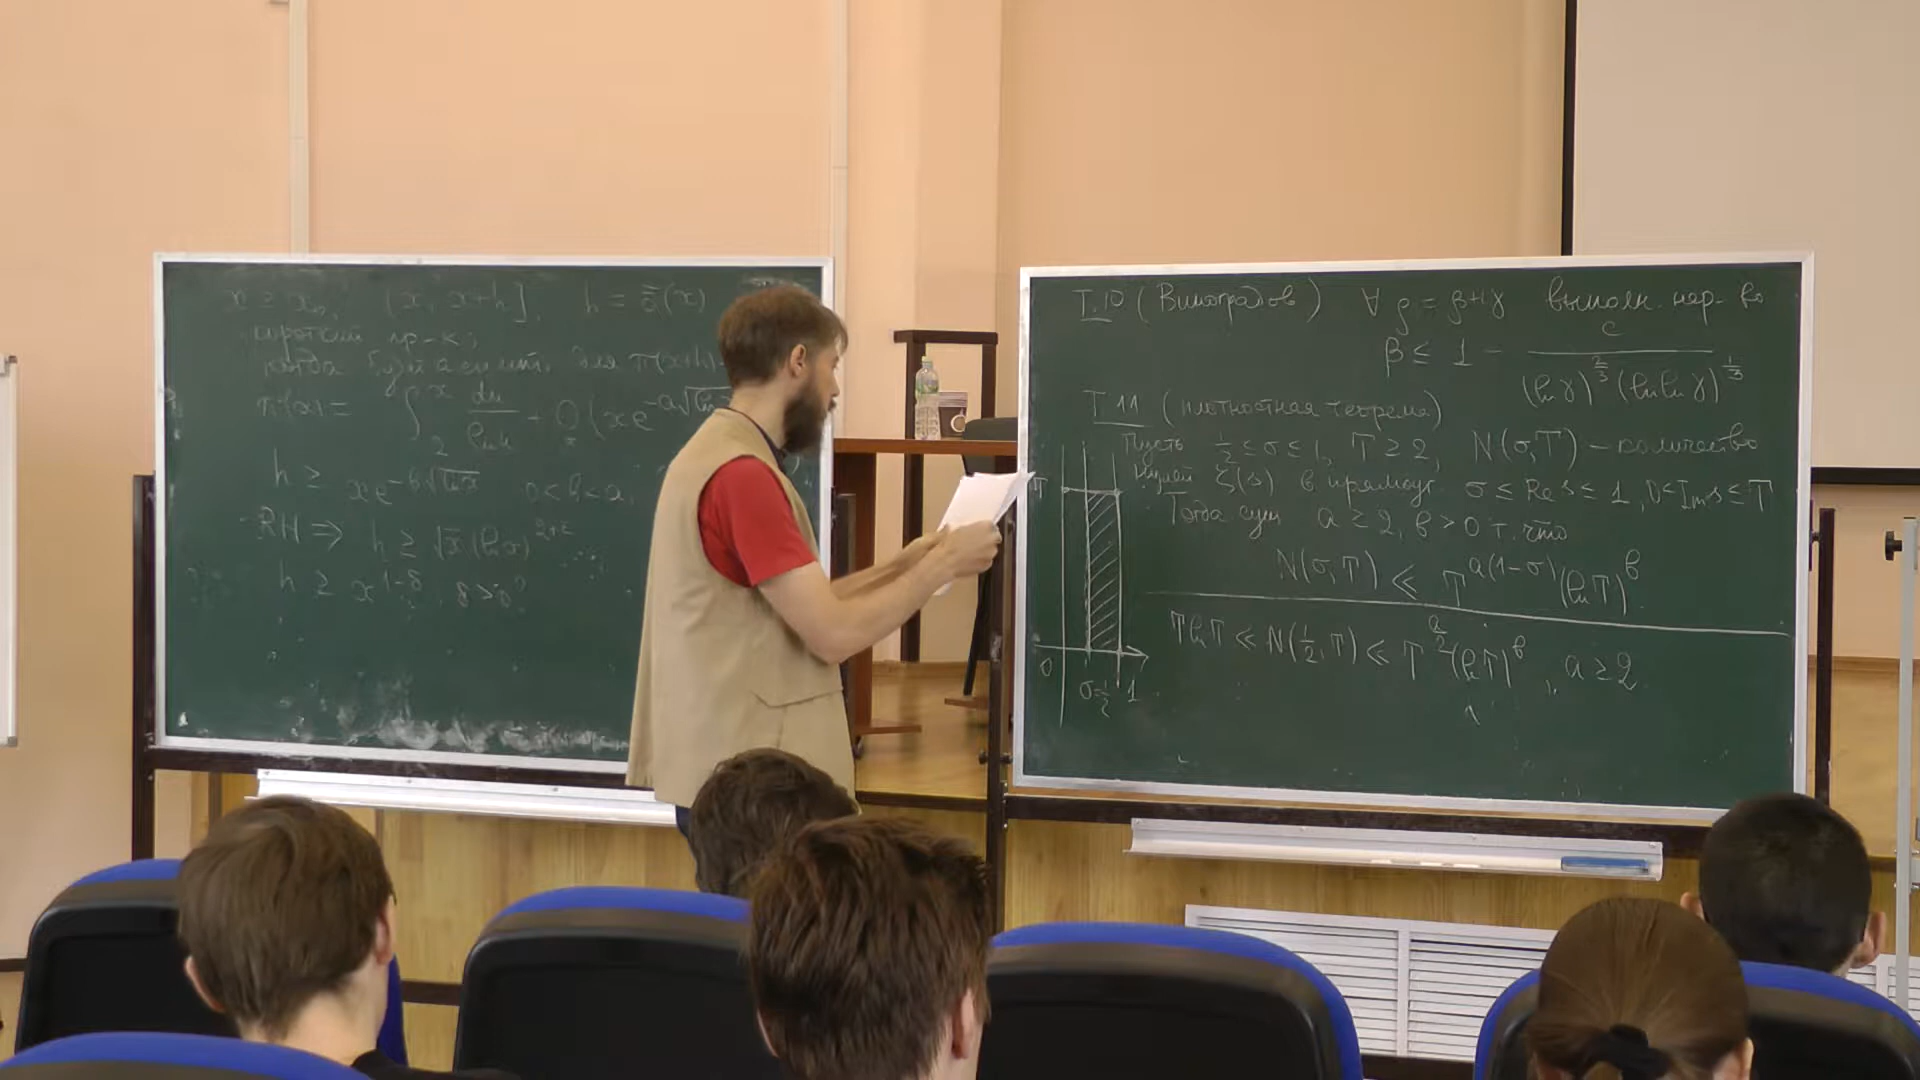 n ≥ x₀, (x, x+h], h = ō(x)
короткий пр-к;
когда будет асимпт. для π(x+h)
π(x) = ∫₂ˣ du/ln u + O(xe^{-a√ln x
h ≥ xe^{-b√ln x} 0<b<a.
RH ⇒ h ≥ √x (ln x)^{2+ε}
h ≥ x^{1-δ}, δ>0?
Т.10 (Виноградов) ∀ ρ = β+iγ выполн. нер-во
β ≤ 1 - c/((ln γ)^{2/3} (ln ln γ)^{1/3})
Т 11 (плотностная теорема)
Пусть 1/2 ≤ σ ≤ 1, T ≥ 2, N(σ,T) – количество
нулей ζ(s) в прямоуг. σ ≤ Re s ≤ 1, 0 ≤ Im s ≤ T
Тогда сущ a ≥ 2, b > 0 т. что
N(σ,T) ≪ T^{a(1-σ)} (ln T)^b.
T ln T ≪ N(1/2, T) ≪ T^{a/2} (ln T)^b, a ≥ 2
T
0 σ=1/2 1